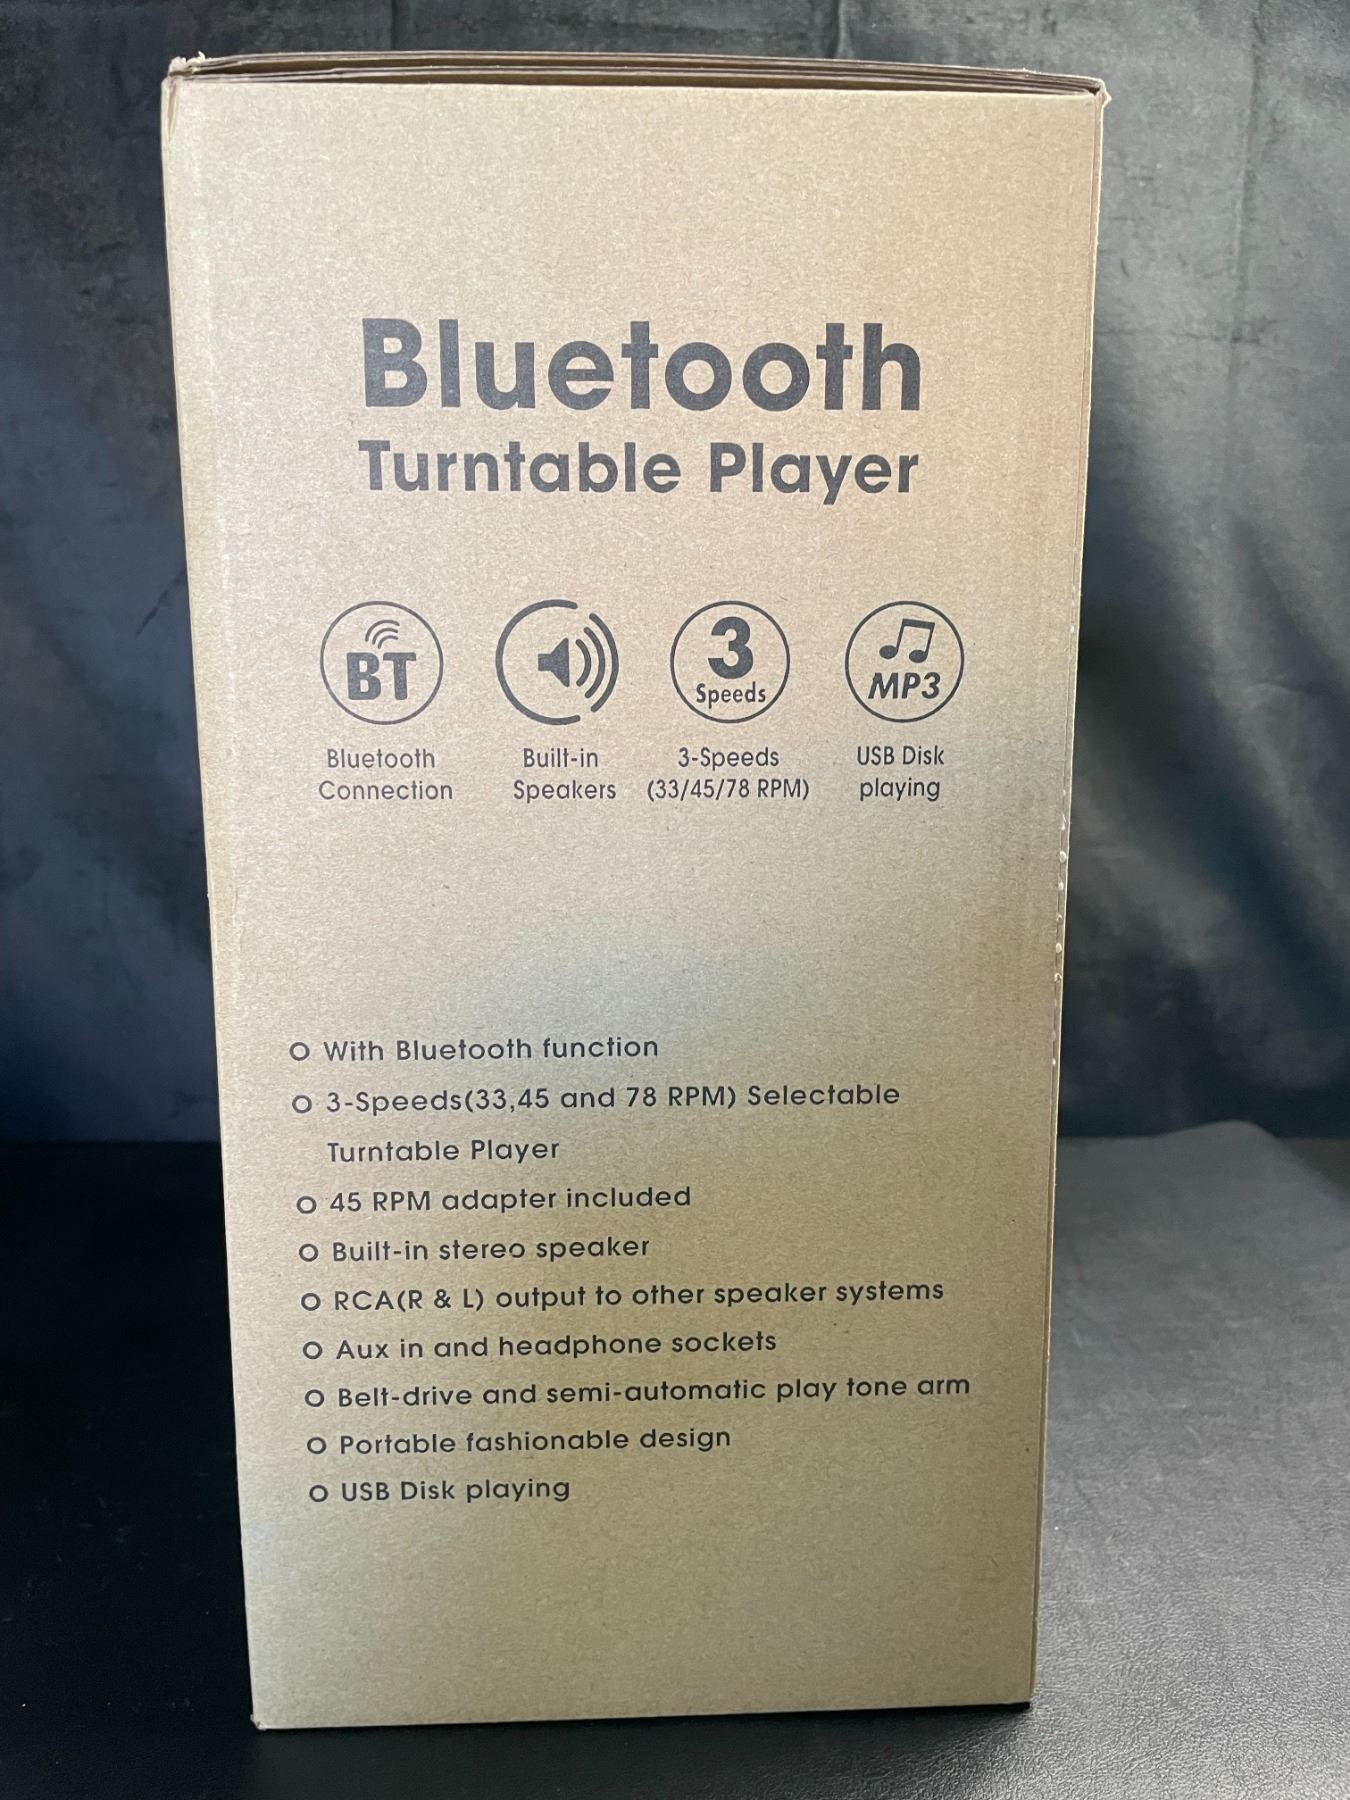 Bluetooth
Turntable Player
BT
3
Speeds
MP3
Bluetooth Connection
Built-in Speakers
3-Speeds (33/45/78 RPM)
USB Disk playing
With Bluetooth function
3-Speeds(33,45 and 78 RPM) Selectable
Turntable Player
45 RPM adapter included
Built-in stereo speaker
RCA(R & L) output to other speaker systems
Aux in and headphone sockets
Belt-drive and semi-automatic play tone arm
Portable fashionable design
USB Disk playing